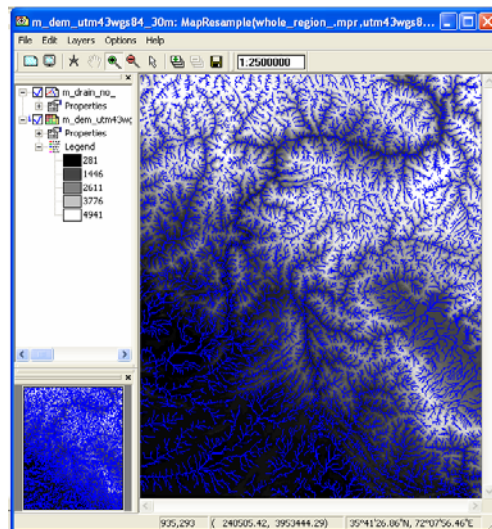 m_dem_utm43wgs84_30m: MapResample(whole_region_.mpr,utm43wgs8...
File Edit Layers Options Help
1:2500000
m_drain_no_
Properties
m_dem_utm43wg
Properties
Legend
281
1446
2611
3776
4941
935,293 ( 240505.42, 3953444.29) 35°41'26.86"N, 72°07'56.46"E